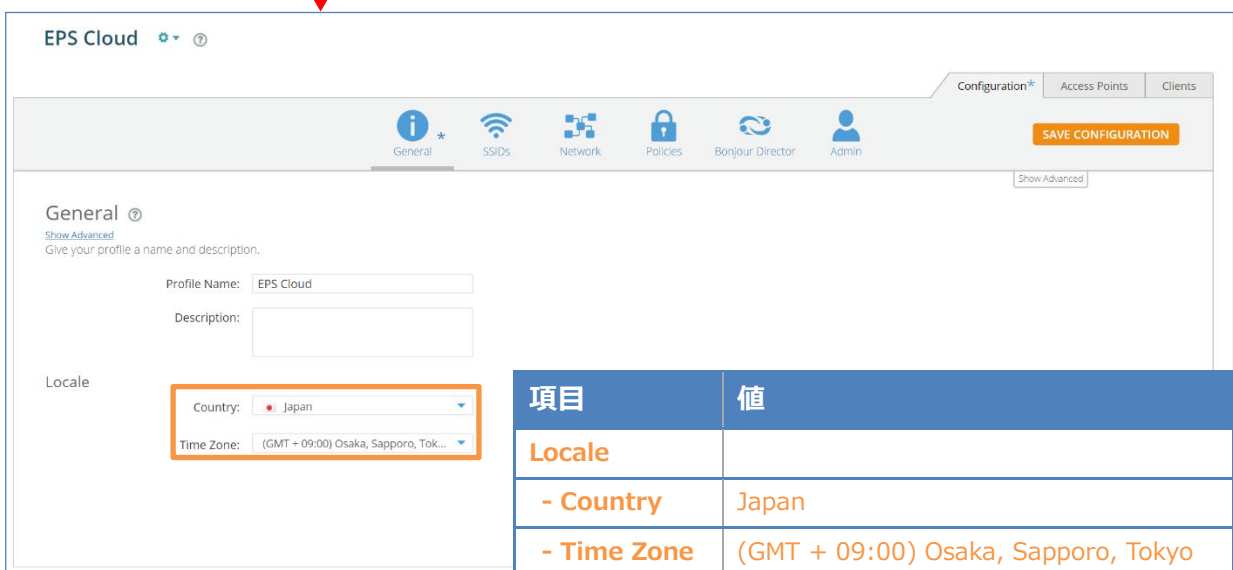 EPS Cloud
Configuration* Access Points Clients
General * SSIDs Network Policies Bonjour Director Admin
SAVE CONFIGURATION
Show Advanced
General
Show Advanced
Give your profile a name and description.
Profile Name: EPS Cloud
Description:
Locale
Country: Japan
Time Zone: (GMT + 09:00) Osaka, Sapporo, Tok...
項目 値
Locale
- Country Japan
- Time Zone (GMT + 09:00) Osaka, Sapporo, Tokyo